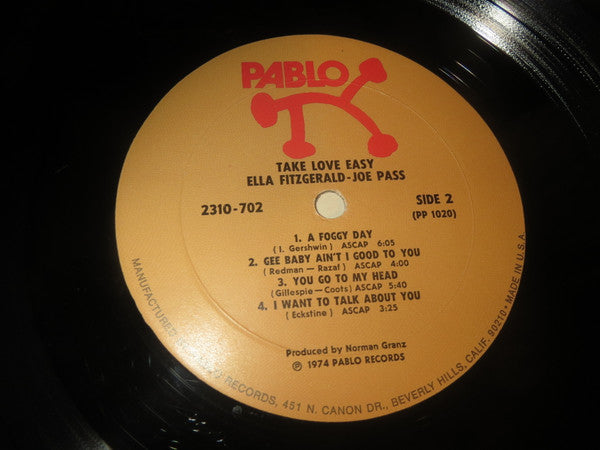 PABLO
TAKE LOVE EASY
ELLA FITZGERALD-JOE PASS
2310-702
SIDE 2
(PP 1020)
1. A FOGGY DAY
(I. Gershwin) ASCAP 6:05
2. GEE BABY AIN'T I GOOD TO YOU
(Redman — Razaf) ASCAP 4:00
3. YOU GO TO MY HEAD
(Gillespie — Coots) ASCAP 5:40
4. I WANT TO TALK ABOUT YOU
(Eckstine) ASCAP 3:25
Produced by Norman Granz
℗ 1974 PABLO RECORDS
MANUFACTURED RECORDS, 451 N. CANON DR., BEVERLY HILLS, CALIF. 90210 • MADE IN U.S.A.